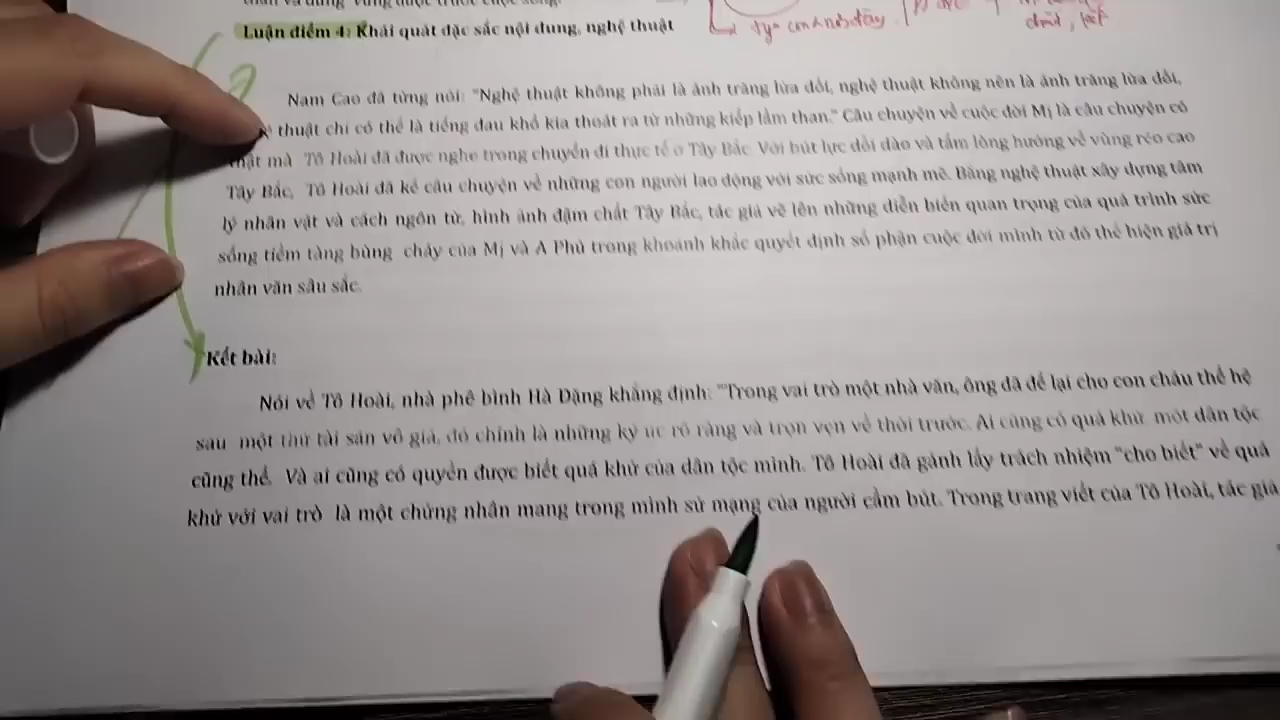 Luận điểm 4: Khái quát đặc sắc nội dung, nghệ thuật
Nam Cao đã từng nói: "Nghệ thuật không phải là ánh trăng lừa dối, nghệ thuật không nên là ánh trăng lừa dối,
thuật chỉ có thể là tiếng đau khổ kia thoát ra từ những kiếp lầm than." Câu chuyện về cuộc đời Mị là câu chuyện có
thật mà Tô Hoài đã được nghe trong chuyến đi thực tế ở Tây Bắc. Với bút lực dồi dào và tấm lòng hướng về vùng rẻo cao
Tây Bắc, Tô Hoài đã kể câu chuyện về những con người lao động với sức sống mạnh mẽ. Bằng nghệ thuật xây dựng tâm
lý nhân vật và cách ngôn từ, hình ảnh đậm chất Tây Bắc, tác giả vẽ lên những diễn biến quan trọng của quá trình sức
sống tiềm tàng bùng cháy của Mị và A Phủ trong khoảnh khắc quyết định số phận cuộc đời mình từ đó thể hiện giá trị
nhân văn sâu sắc.
Kết bài:
Nói về Tô Hoài, nhà phê bình Hà Đặng khẳng định: "Trong vai trò một nhà văn, ông đã để lại cho con cháu thế hệ
sau một thứ tài sản vô giá, đó chính là những ký ức rõ ràng và trọn vẹn về thời trước. Ai cũng có quá khứ một dân tộc
cũng thế. Và ai cũng có quyền được biết quá khứ của dân tộc mình. Tô Hoài đã gánh lấy trách nhiệm "cho biết" về quá
khứ với vai trò là một chứng nhân mang trong mình sứ mạng của người cầm bút. Trong trang viết của Tô Hoài, tác giả